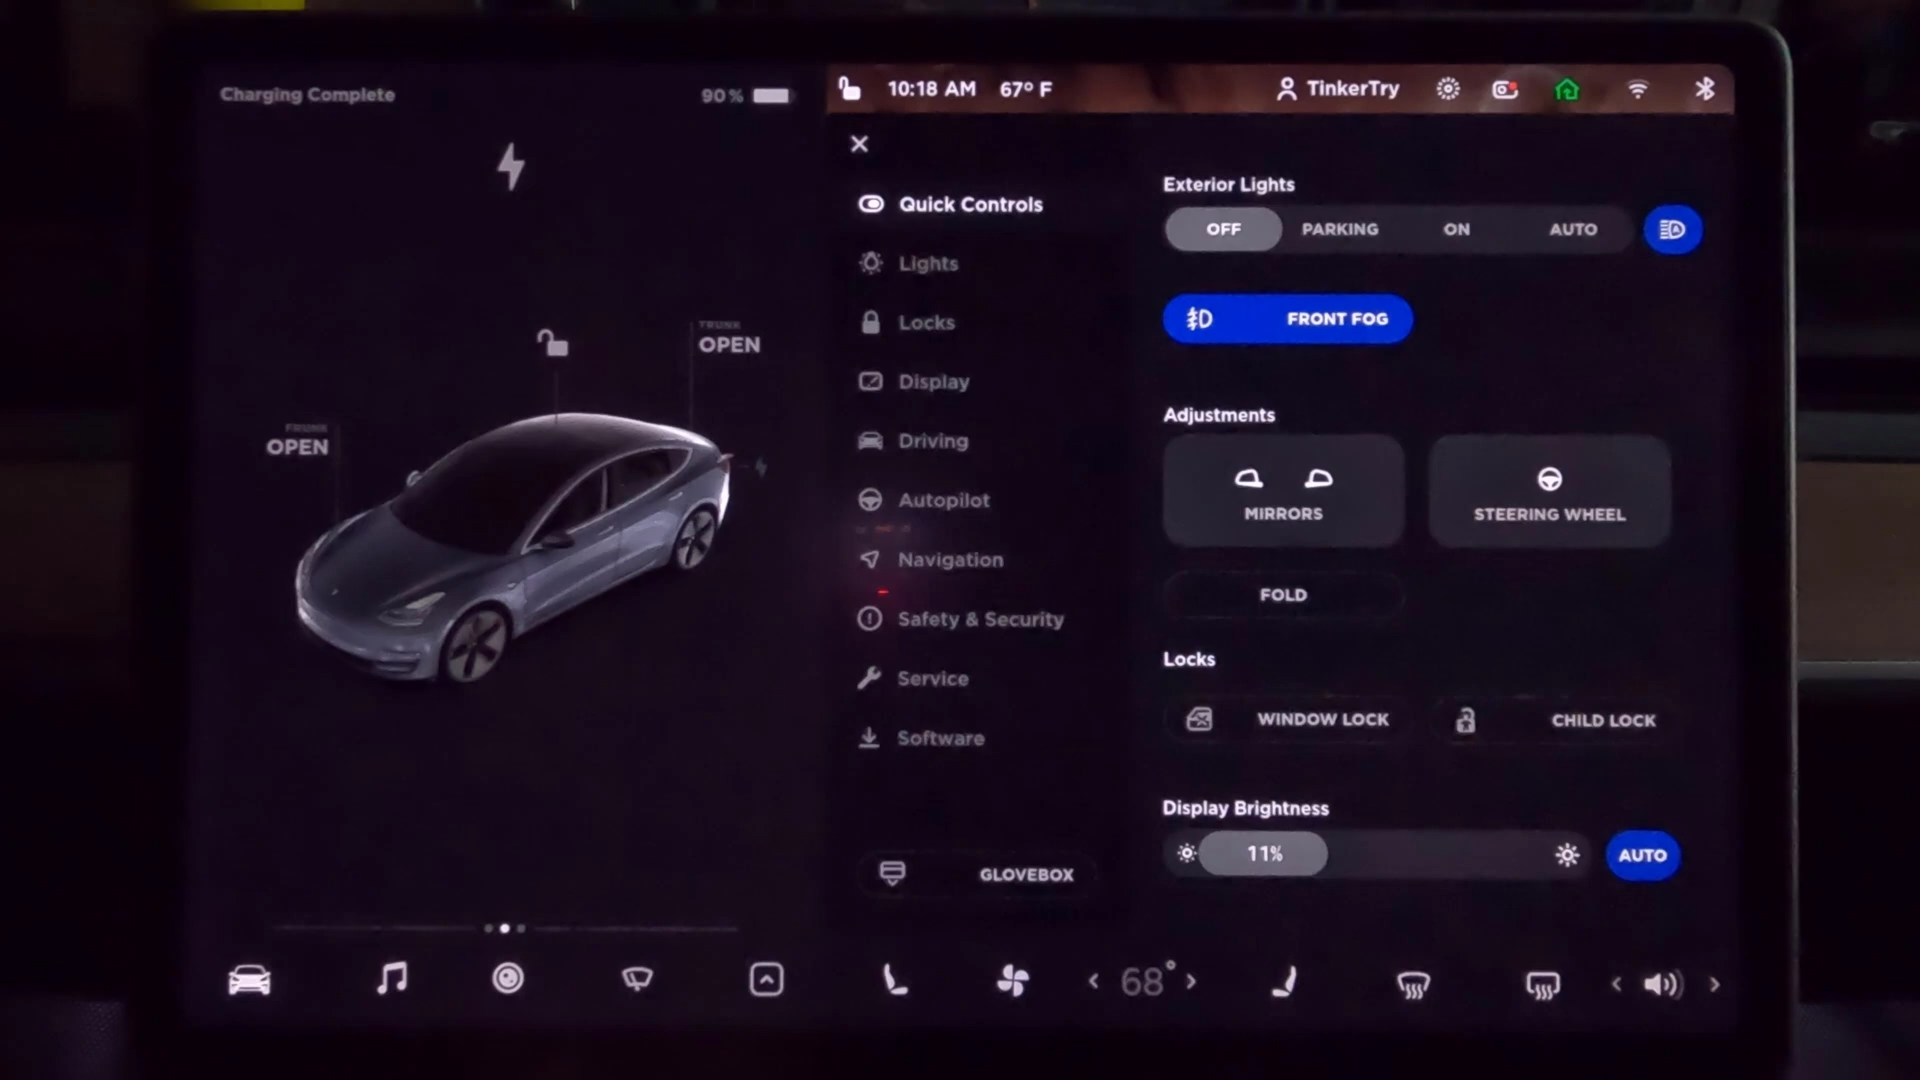 Charging Complete
90 %
10:18 AM
67° F
TinkerTry
Quick Controls
Lights
Locks
Display
Driving
Autopilot
Navigation
Safety & Security
Service
Software
GLOVEBOX
TRUNK
OPEN
FRUNK
OPEN
Exterior Lights
OFF
PARKING
ON
AUTO
FRONT FOG
Adjustments
MIRRORS
STEERING WHEEL
FOLD
Locks
WINDOW LOCK
CHILD LOCK
Display Brightness
11%
AUTO
68°